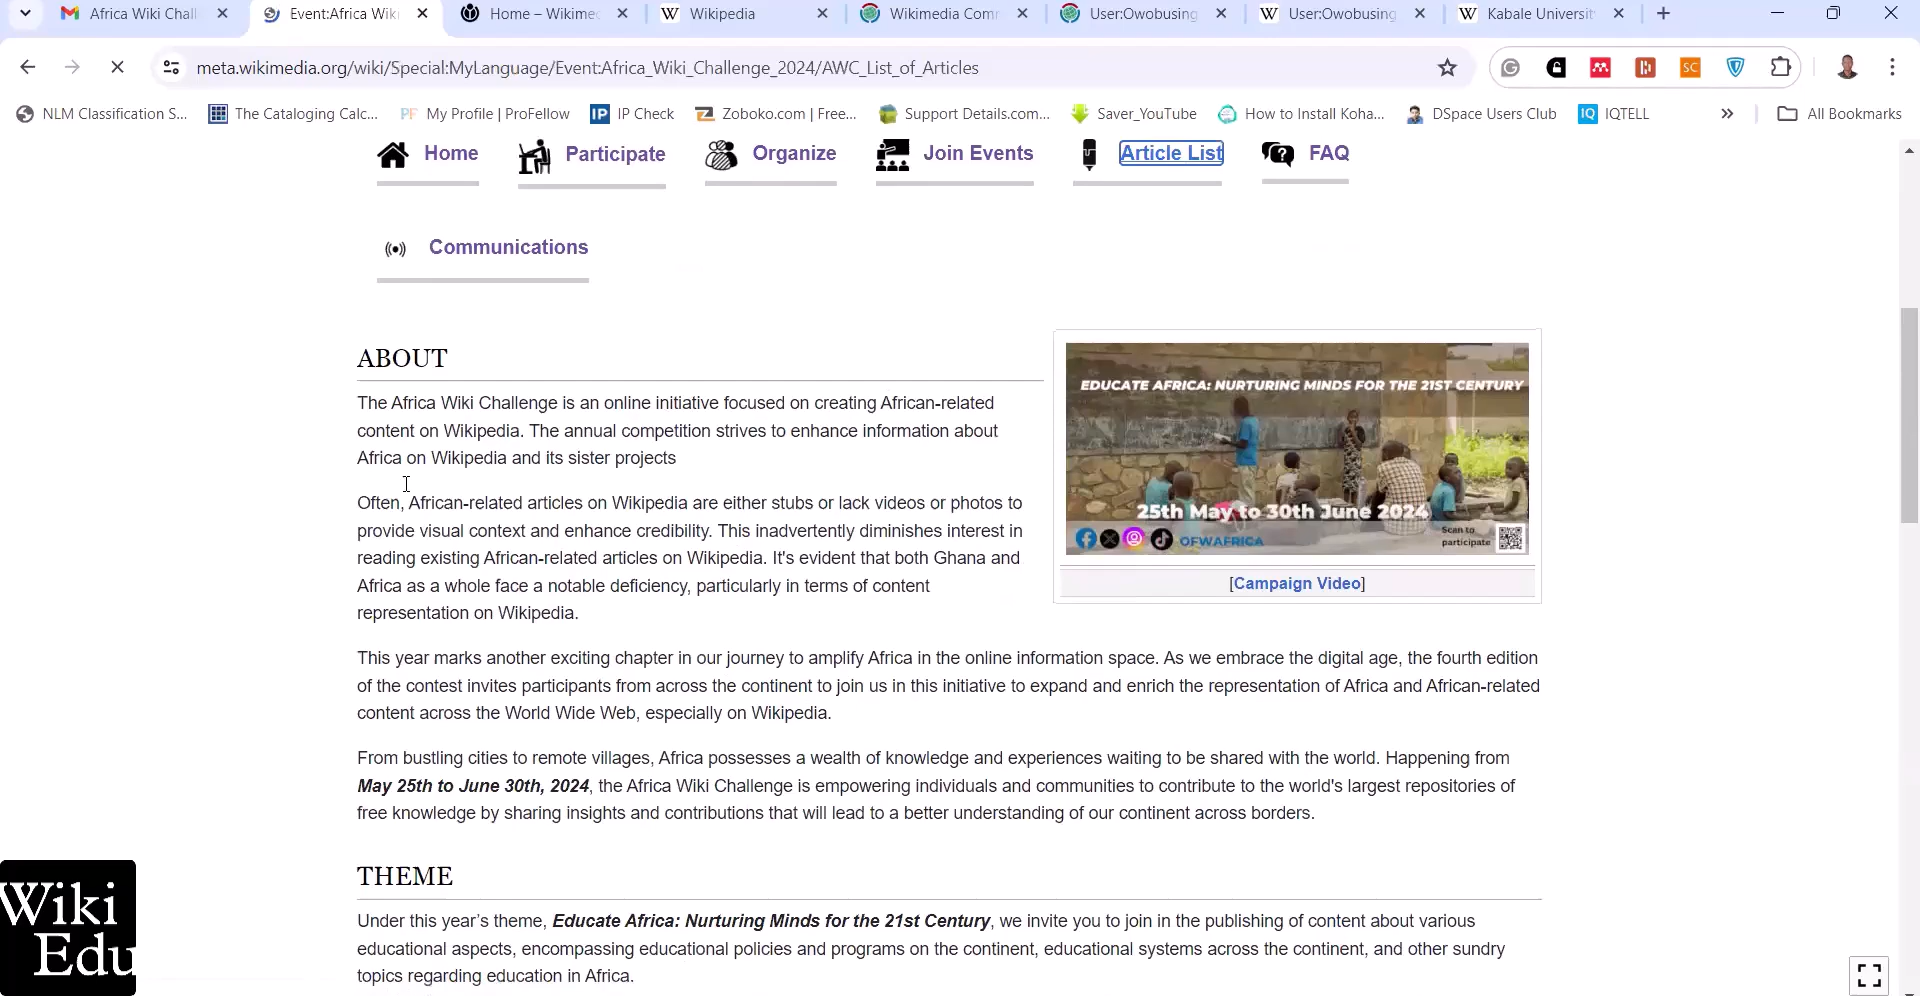 Africa Wiki Chall
Event:Africa Wiki
Home – Wikimed
Wikipedia
Wikimedia Com
User:Owobusing
User:Owobusing
Kabale Universit
meta.wikimedia.org/wiki/Special:MyLanguage/Event:Africa_Wiki_Challenge_2024/AWC_List_of_Articles
NLM Classification S...
The Cataloging Calc...
PF My Profile | ProFellow
IP IP Check
Zoboko.com | Free...
Support Details.com...
Saver_YouTube
How to Install Koha...
DSpace Users Club
IQ IQTELL
» All Bookmarks
Home
Participate
Organize
Join Events
Article List
FAQ
Communications
ABOUT
The Africa Wiki Challenge is an online initiative focused on creating African-related
content on Wikipedia. The annual competition strives to enhance information about
Africa on Wikipedia and its sister projects
Often, African-related articles on Wikipedia are either stubs or lack videos or photos to
provide visual context and enhance credibility. This inadvertently diminishes interest in
reading existing African-related articles on Wikipedia. It's evident that both Ghana and
Africa as a whole face a notable deficiency, particularly in terms of content
representation on Wikipedia.
EDUCATE AFRICA: NURTURING MINDS FOR THE 21ST CENTURY
25th May to 30th June 2024
OFWAFRICA
Scan to
participate
[Campaign Video]
This year marks another exciting chapter in our journey to amplify Africa in the online information space. As we embrace the digital age, the fourth edition
of the contest invites participants from across the continent to join us in this initiative to expand and enrich the representation of Africa and African-related
content across the World Wide Web, especially on Wikipedia.
From bustling cities to remote villages, Africa possesses a wealth of knowledge and experiences waiting to be shared with the world. Happening from
May 25th to June 30th, 2024, the Africa Wiki Challenge is empowering individuals and communities to contribute to the world's largest repositories of
free knowledge by sharing insights and contributions that will lead to a better understanding of our continent across borders.
THEME
Under this year's theme, Educate Africa: Nurturing Minds for the 21st Century, we invite you to join in the publishing of content about various
educational aspects, encompassing educational policies and programs on the continent, educational systems across the continent, and other sundry
topics regarding education in Africa.
Wiki
Edu